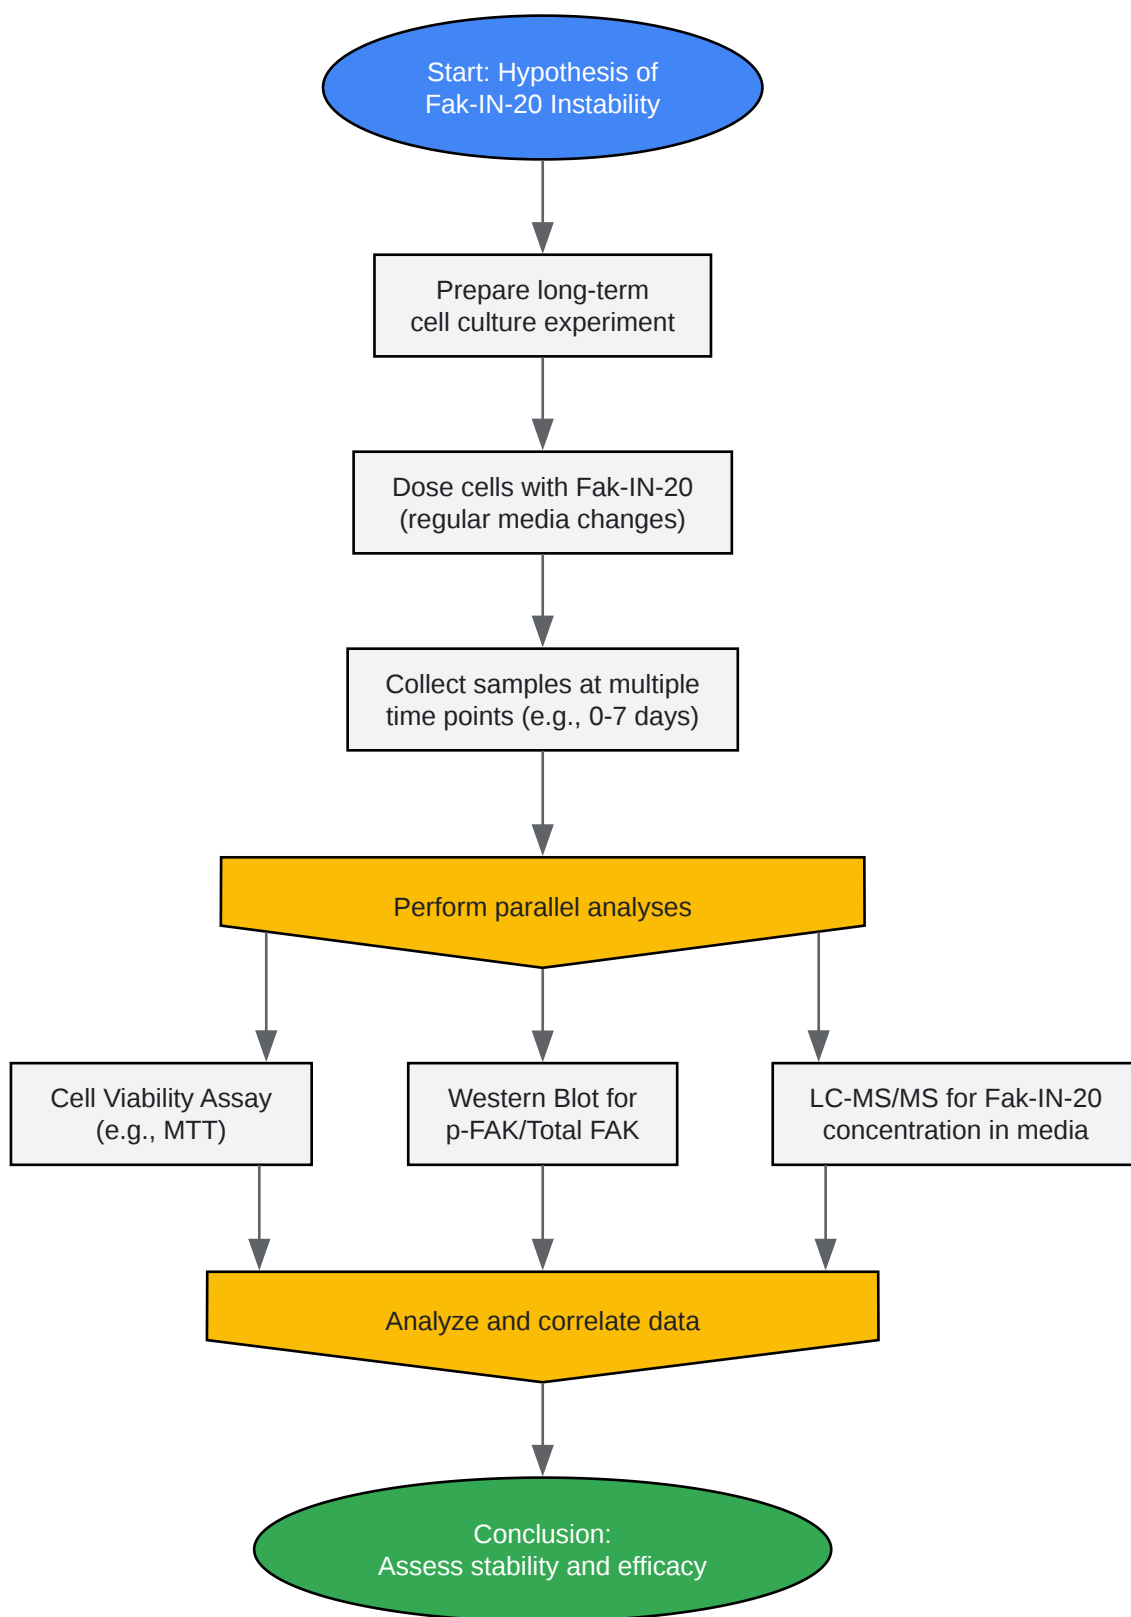 Start: Hypothesis of
Fak-IN-20 Instability
Prepare long-term
cell culture experiment
Dose cells with Fak-IN-20
(regular media changes)
Collect samples at multiple
time points (e.g., 0-7 days)
Perform parallel analyses
Cell Viability Assay
(e.g., MTT)
Western Blot for
p-FAK/Total FAK
LC-MS/MS for Fak-IN-20
concentration in media
Analyze and correlate data
Conclusion:
Assess stability and efficacy